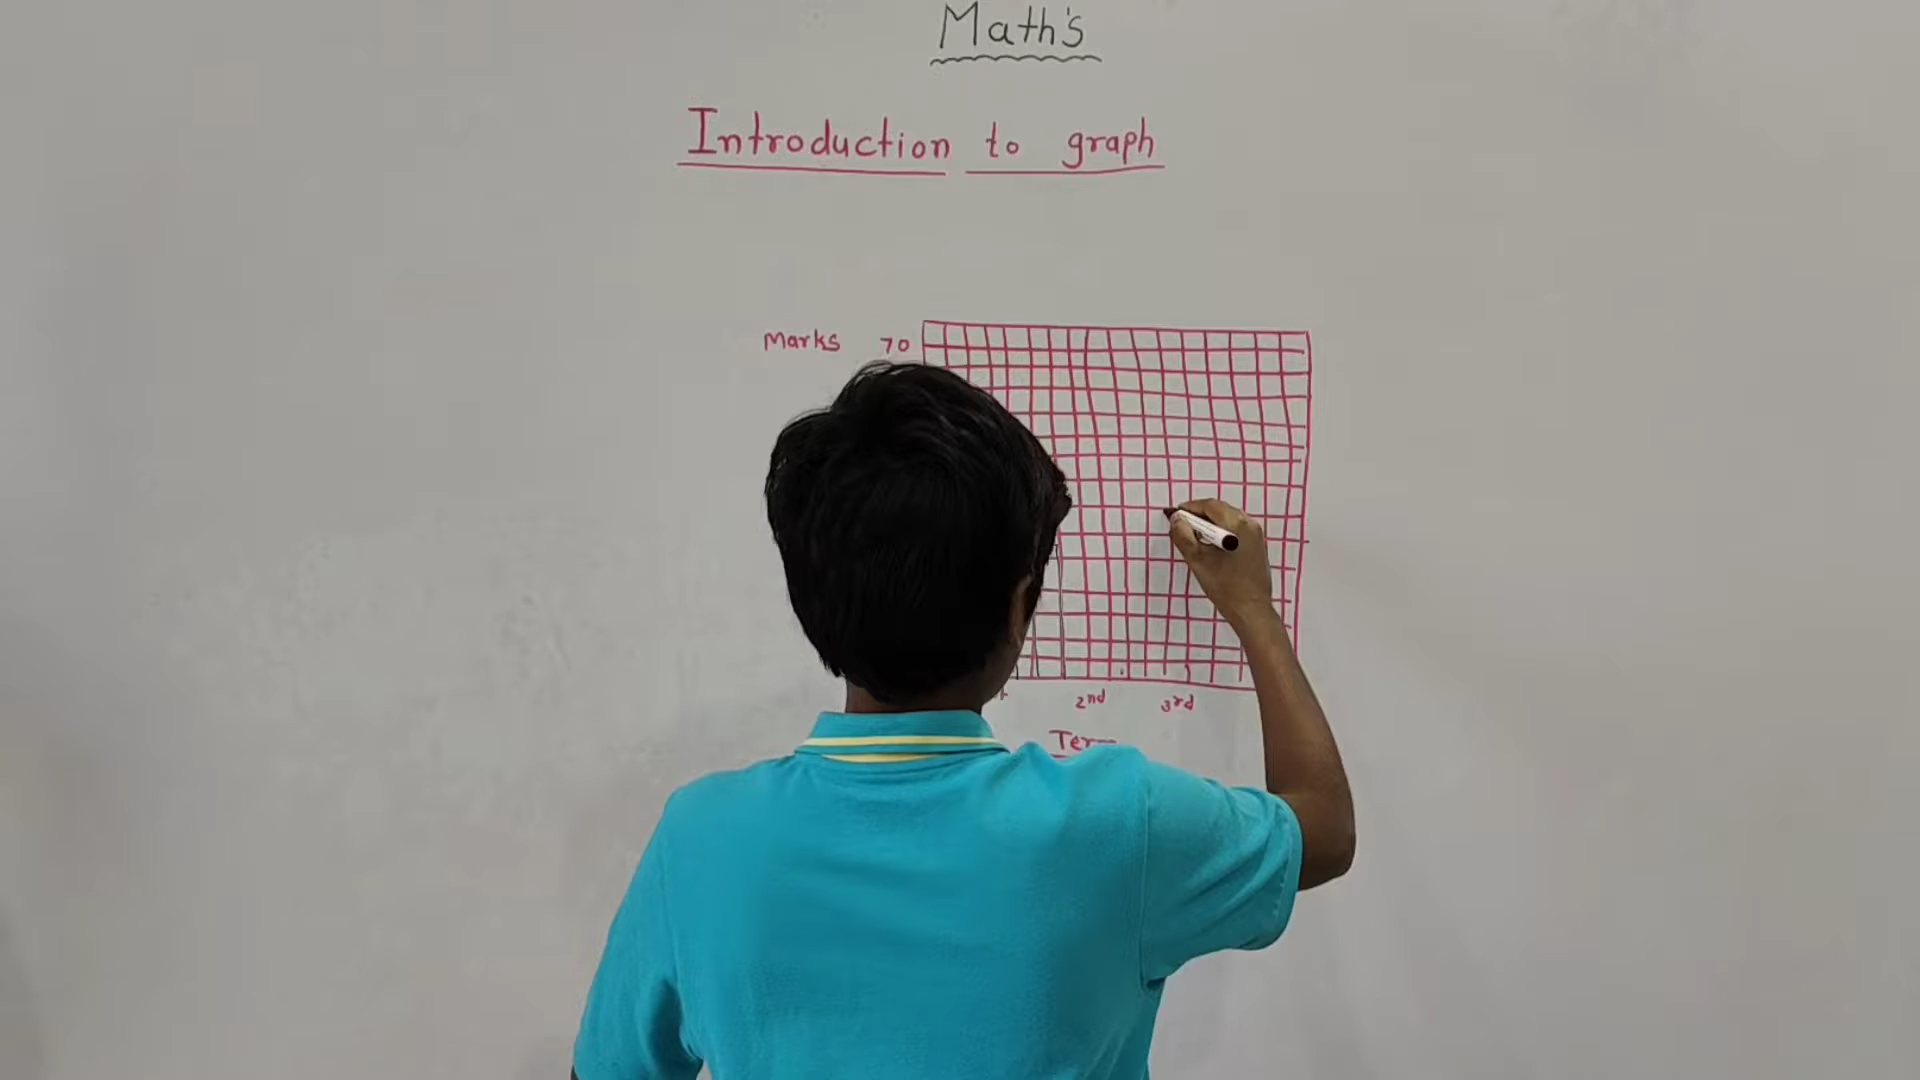 Math's
Introduction to graph
Marks 70
2nd 3rd